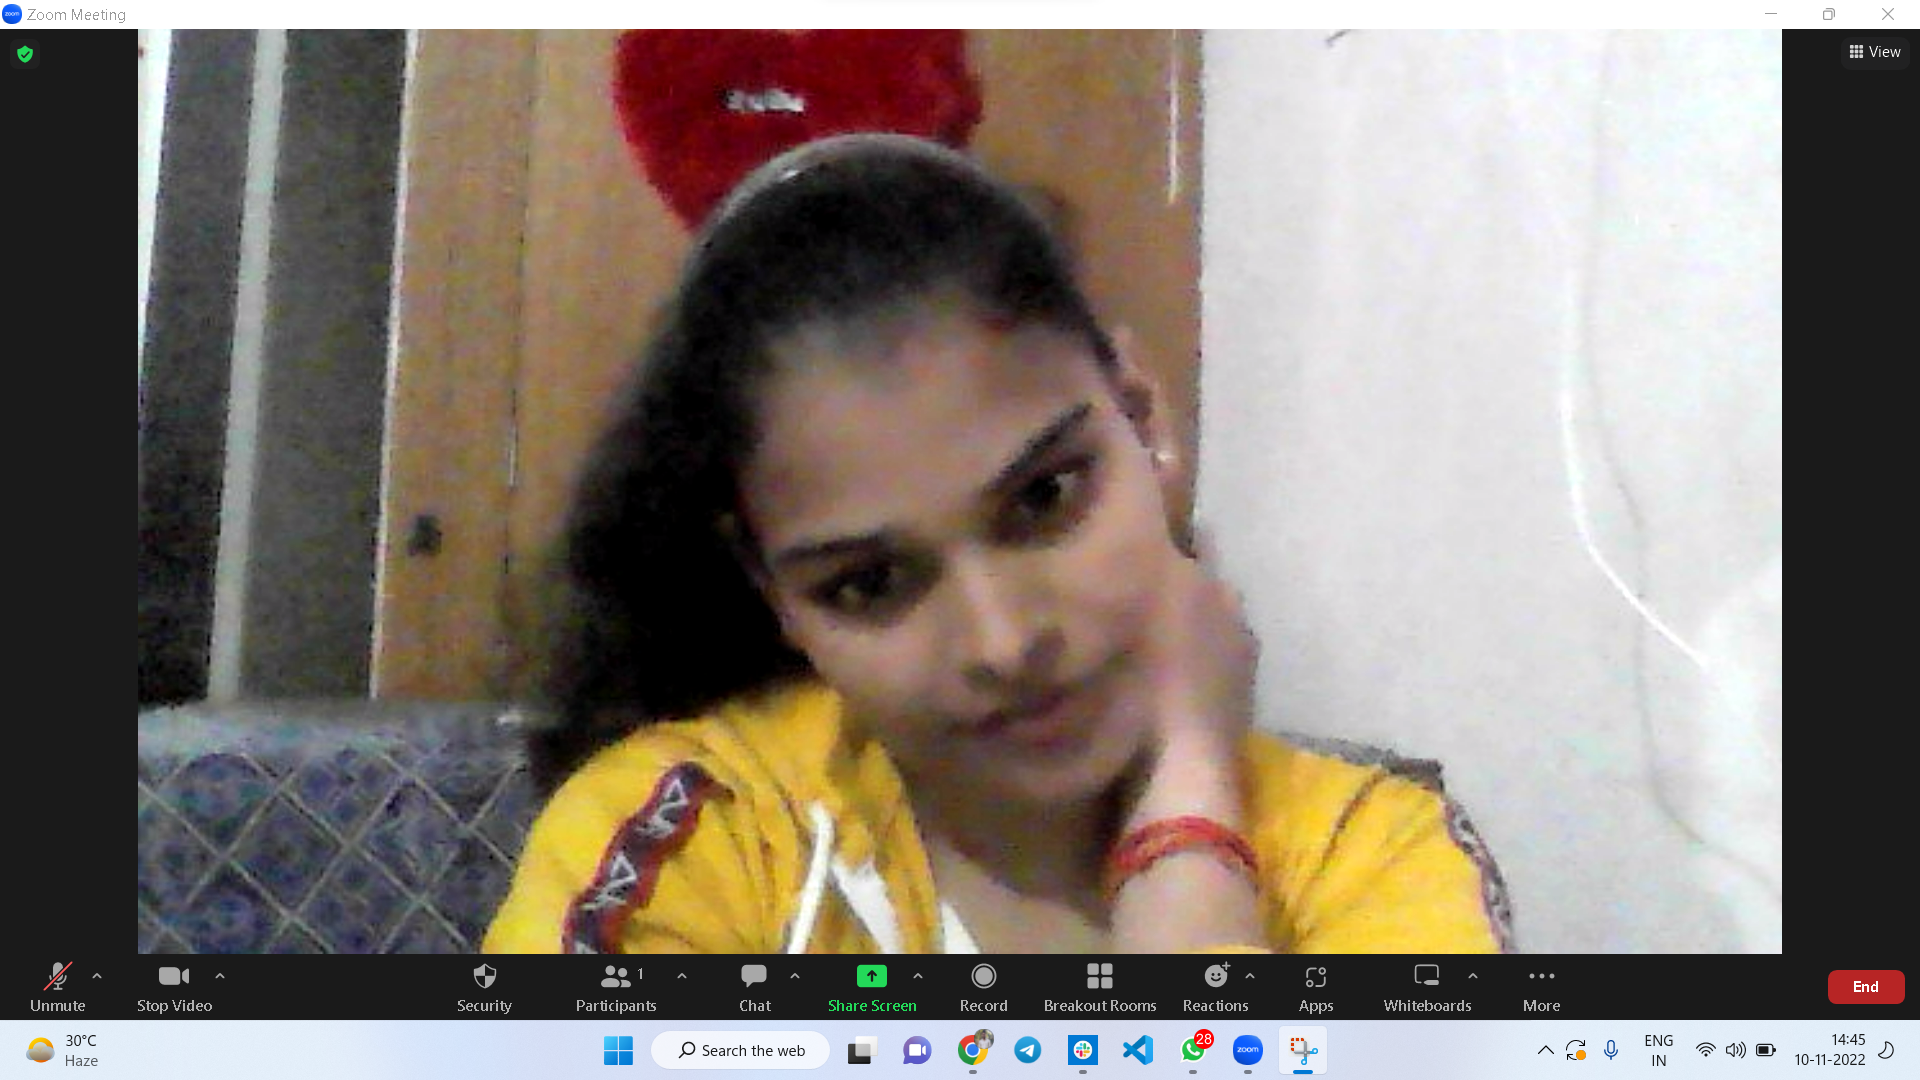 Zoom Meeting
View
Unmute
Stop Video
Security
Participants
1
Chat
Share Screen
Record
Breakout Rooms
Reactions
Apps
Whiteboards
More
End
30°C
Haze
Search the web
28
zoom
ENG
IN
14:45
10-11-2022